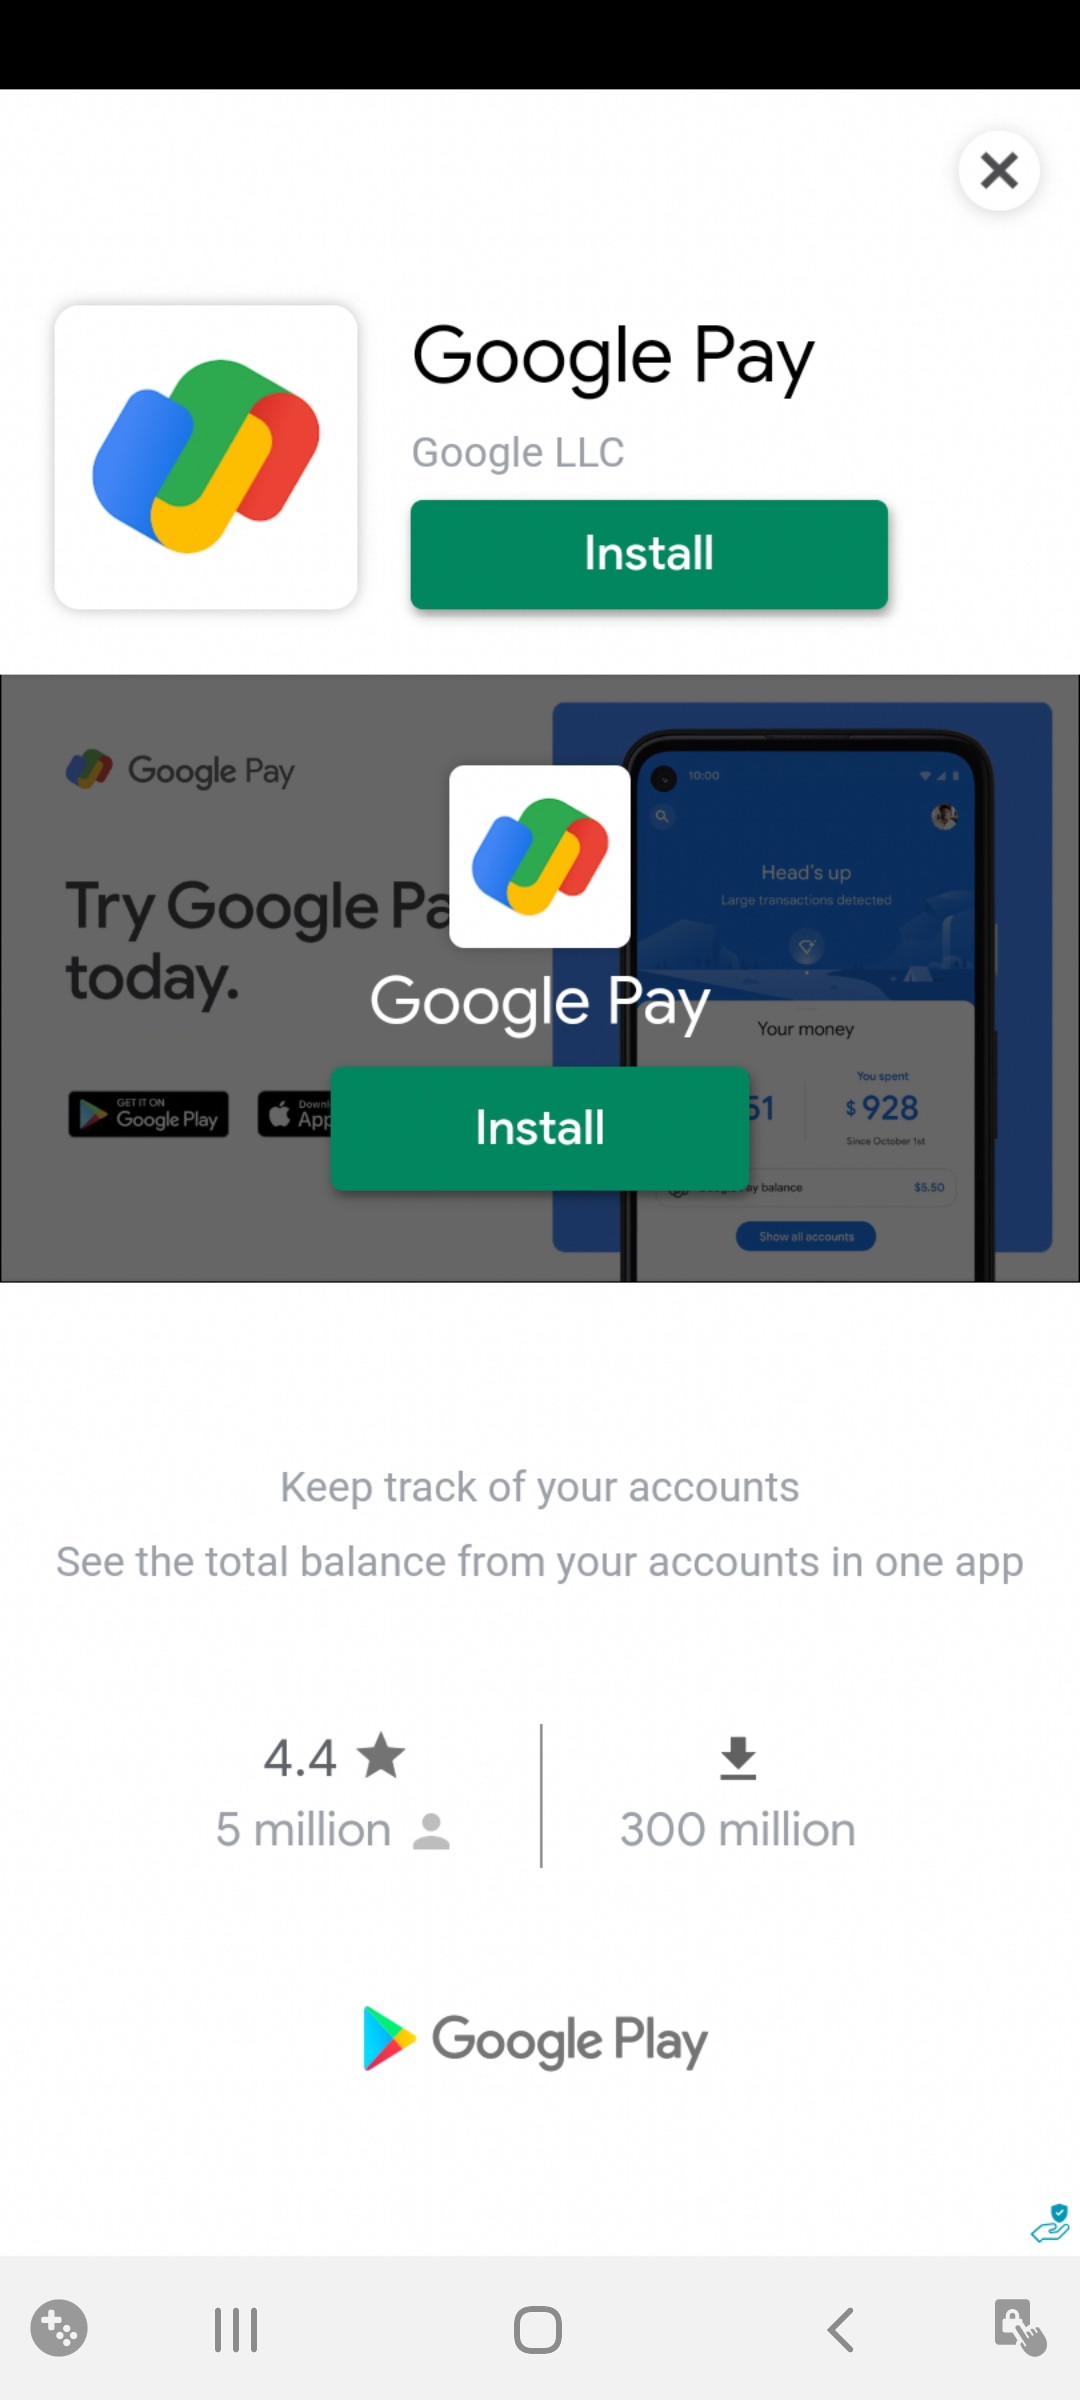 Google Pay
Google LLC
Install
Google Pay
Try Google Pa
today.
GET IT ON
Google Play
Downl
App
10:00
Head's up
Large transactions detected
Your money
You spent
51
$ 928
Since October 1st
ay balance
$5.50
Show all accounts
Google Pay
Install
Keep track of your accounts
See the total balance from your accounts in one app
4.4
5 million
300 million
Google Play